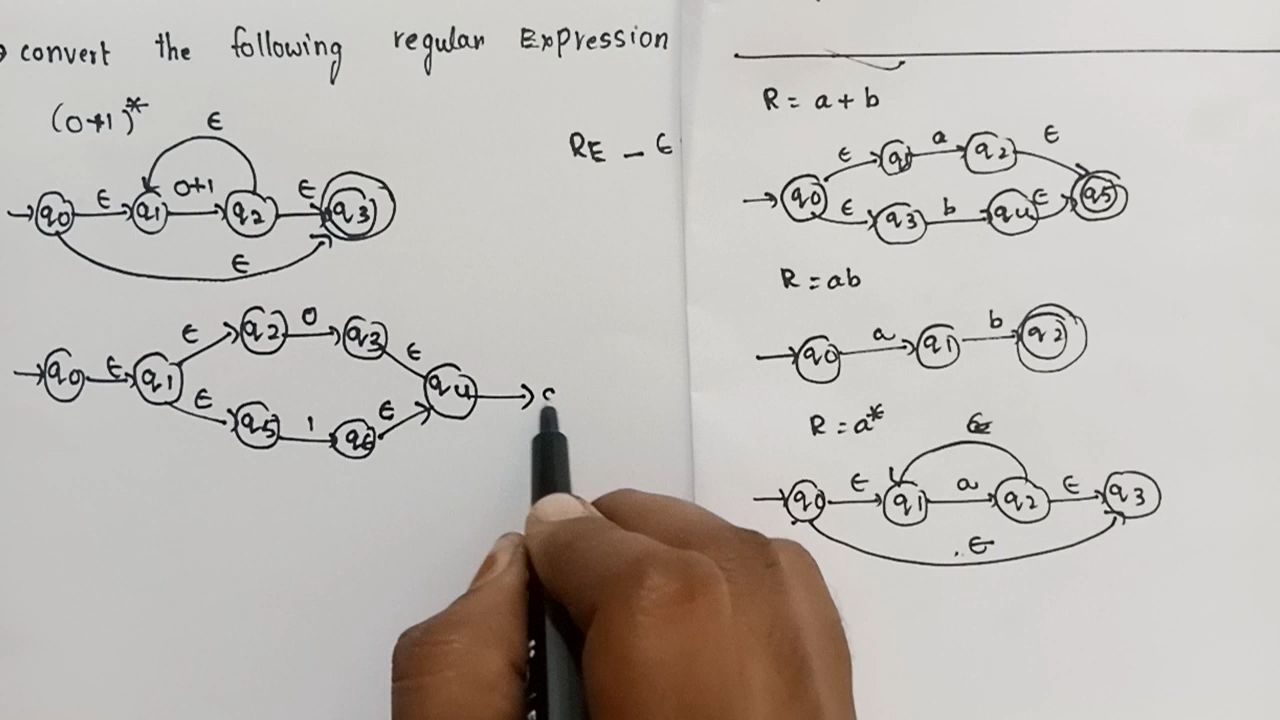 convert the following regular Expression
(0+1)*
RE - ϵ
ϵ
q0 ϵ q1 0+1 q2 ϵ q3
ϵ
ϵ q2 0 q3 ϵ
q0 ϵ q1 q4
ϵ q5 1 q6 ϵ
R = a + b
ϵ q1 a q2 ϵ
q0 q5
ϵ q3 b q4 ϵ
R = ab
q0 a q1 b q2
R = a*
ϵ
q0 ϵ q1 a q2 ϵ q3
ϵ